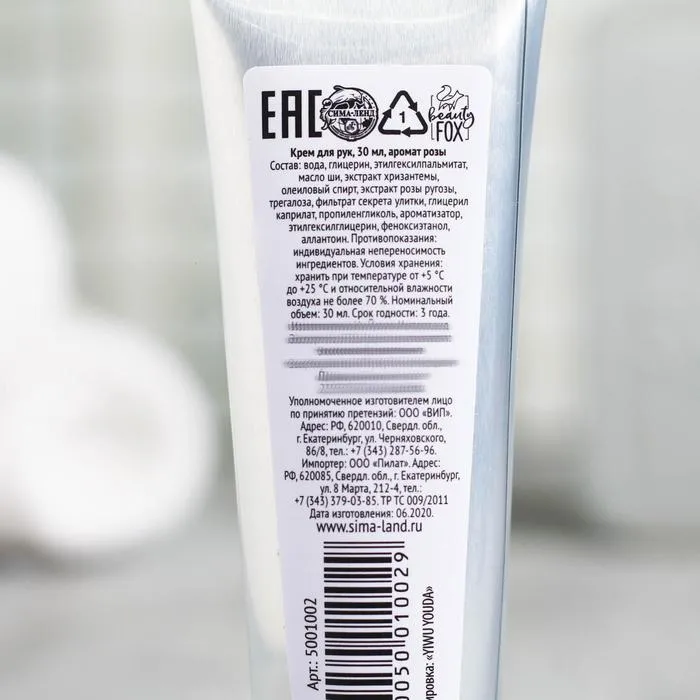 EAC
СИМА-ЛЕНД
1
beauty
FOX
Крем для рук, 30 мл, аромат розы
Состав: вода, глицерин, этилгексилпальмитат,
масло ши, экстракт хризантемы,
олеиловый спирт, экстракт розы ругозы,
трегалоза, фильтрат секрета улитки, глицерил
каприлат, пропиленгликоль, ароматизатор,
этилгексилглицерин, феноксиэтанол,
аллантоин. Противопоказания:
индивидуальная непереносимость
ингредиентов. Условия хранения:
хранить при температуре от +5 °C
до +25 °C и относительной влажности
воздуха не более 70 %. Номинальный
объем: 30 мл. Срок годности: 3 года.
Уполномоченное изготовителем лицо
по принятию претензий: ООО «ВИП».
Адрес: РФ, 620010, Свердл. обл.,
г. Екатеринбург, ул. Черняховского,
86/8, тел.: +7 (343) 287-56-96.
Импортер: ООО «Пилат». Адрес:
РФ, 620085, Свердл. обл., г. Екатеринбург,
ул. 8 Марта, 212-4, тел.:
+7 (343) 379-03-85. ТР ТС 009/2011
Дата изготовления: 06.2020.
www.sima-land.ru
Арт.: 5001002
0050 010029
ировка: «YIWU YOUDA»